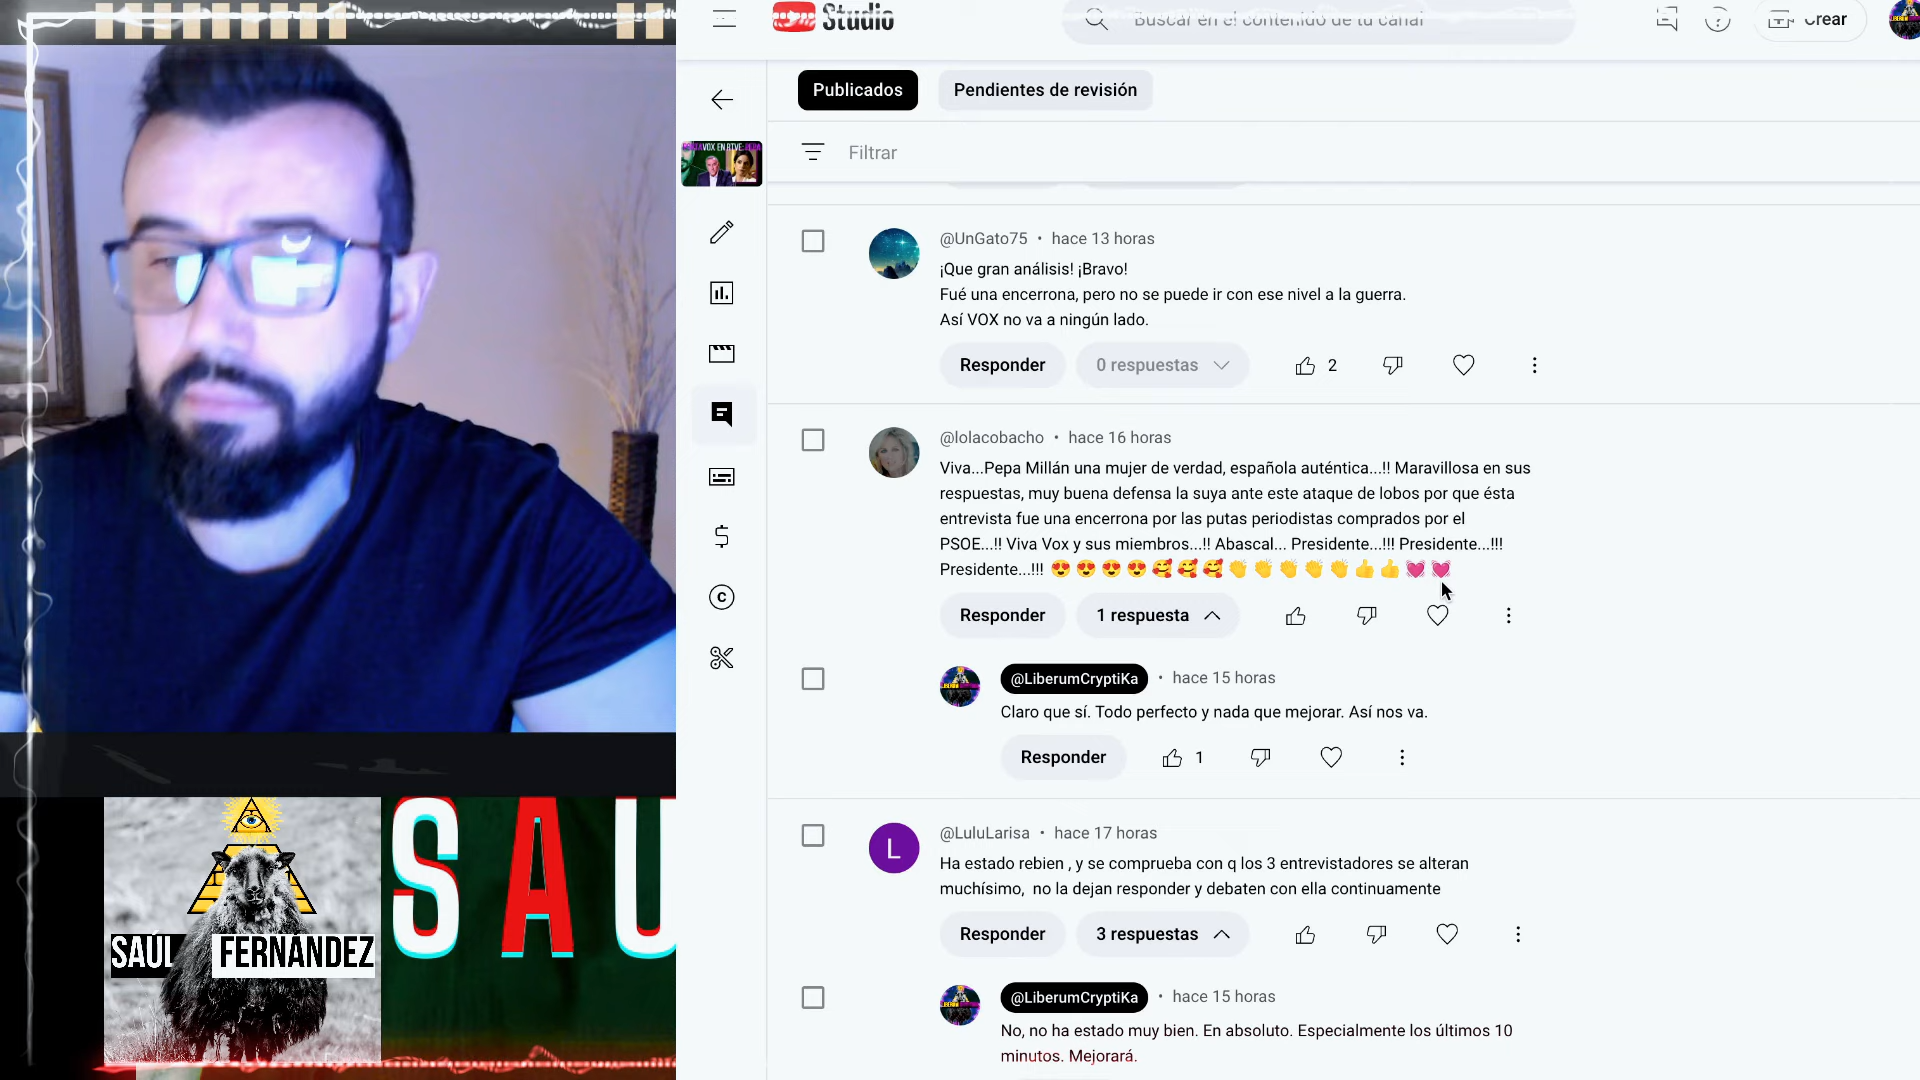 Studio
Buscar en el contenido de tu canal
Crear
Publicados
Pendientes de revisión
Filtrar
@UnGato75 • hace 13 horas
¡Que gran análisis! ¡Bravo!
Fué una encerrona, pero no se puede ir con ese nivel a la guerra.
Así VOX no va a ningún lado.
Responder
0 respuestas
2
@lolacobacho • hace 16 horas
Viva...Pepa Millán una mujer de verdad, española auténtica...!! Maravillosa en sus
respuestas, muy buena defensa la suya ante este ataque de lobos por que ésta
entrevista fue una encerrona por las putas periodistas comprados por el
PSOE...!! Viva Vox y sus miembros...!! Abascal... Presidente...!!! Presidente...!!!
Presidente...!!! 😍😍😍😍🥰🥰🥰👏👏👏👏👏👍👍💓💓
Responder
1 respuesta
@LiberumCryptiKa • hace 15 horas
Claro que sí. Todo perfecto y nada que mejorar. Así nos va.
Responder
1
@LuluLarisa • hace 17 horas
L
Ha estado rebien , y se comprueba con q los 3 entrevistadores se alteran
muchísimo, no la dejan responder y debaten con ella continuamente
Responder
3 respuestas
@LiberumCryptiKa • hace 15 horas
No, no ha estado muy bien. En absoluto. Especialmente los últimos 10
minutos. Mejorará.
SAÚL FERNÁNDEZ
SAU